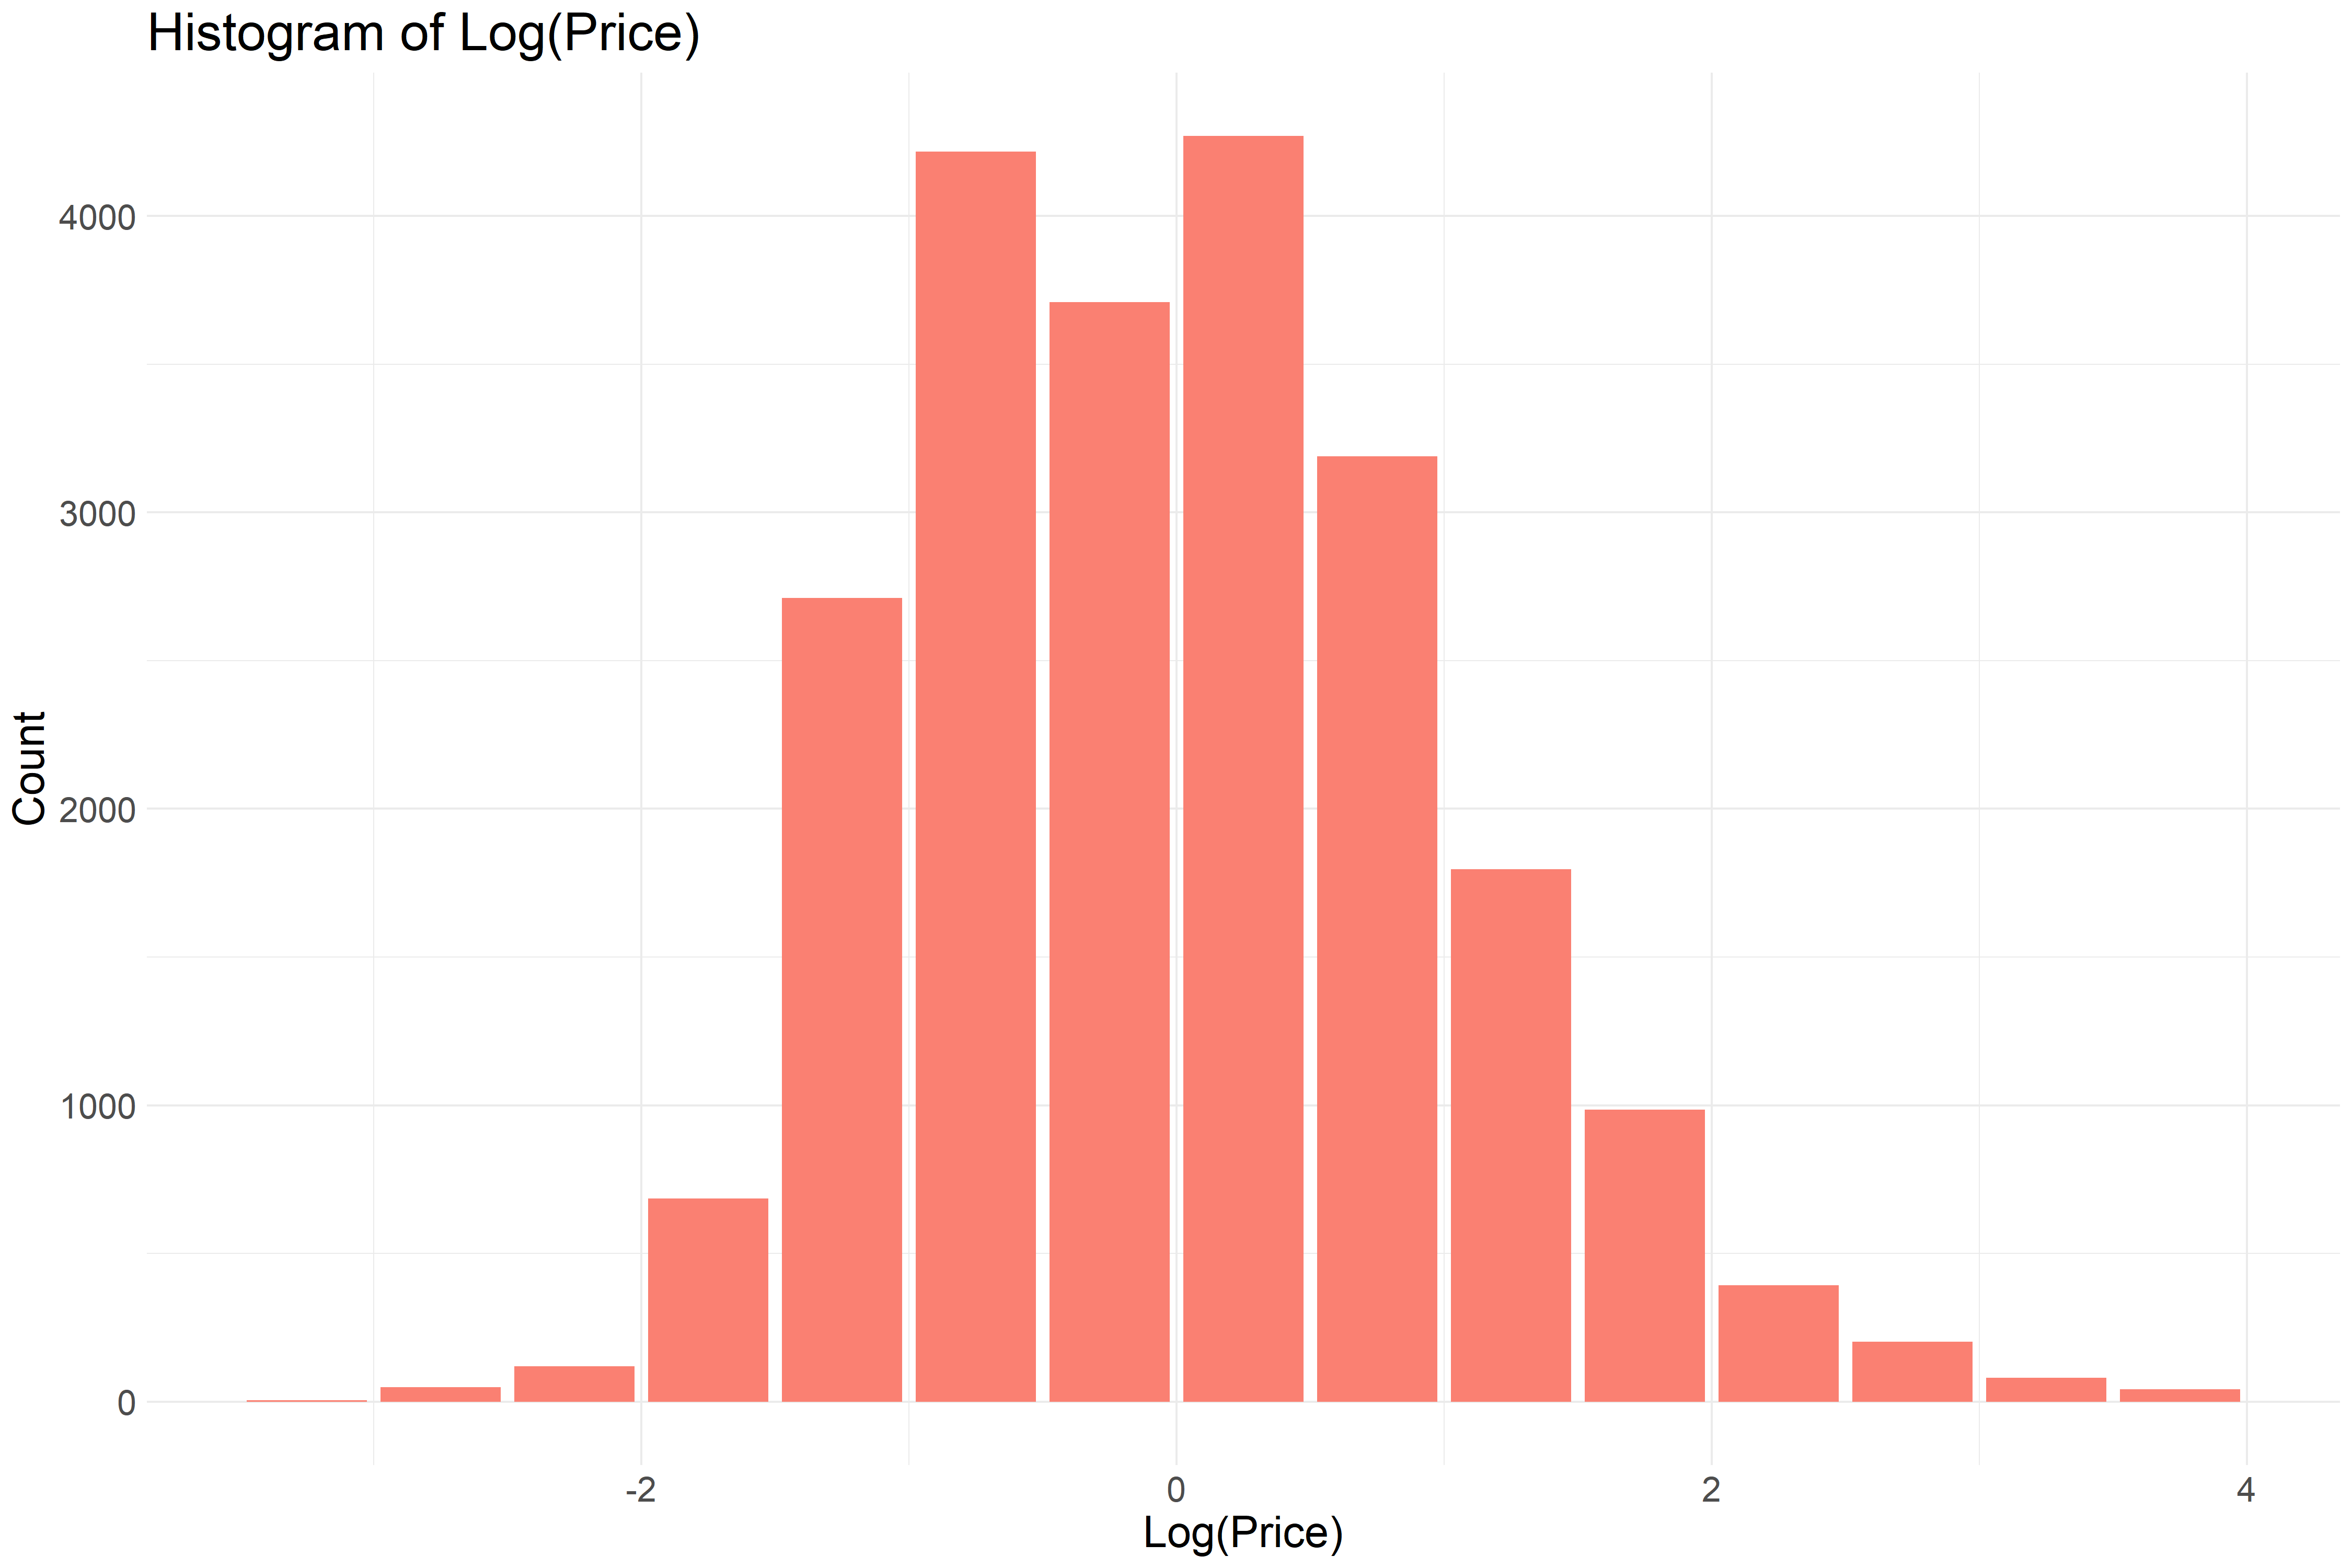 Histogram of Log(Price)
Count
4000
3000
2000
1000
0
-2 0 2 4
Log(Price)